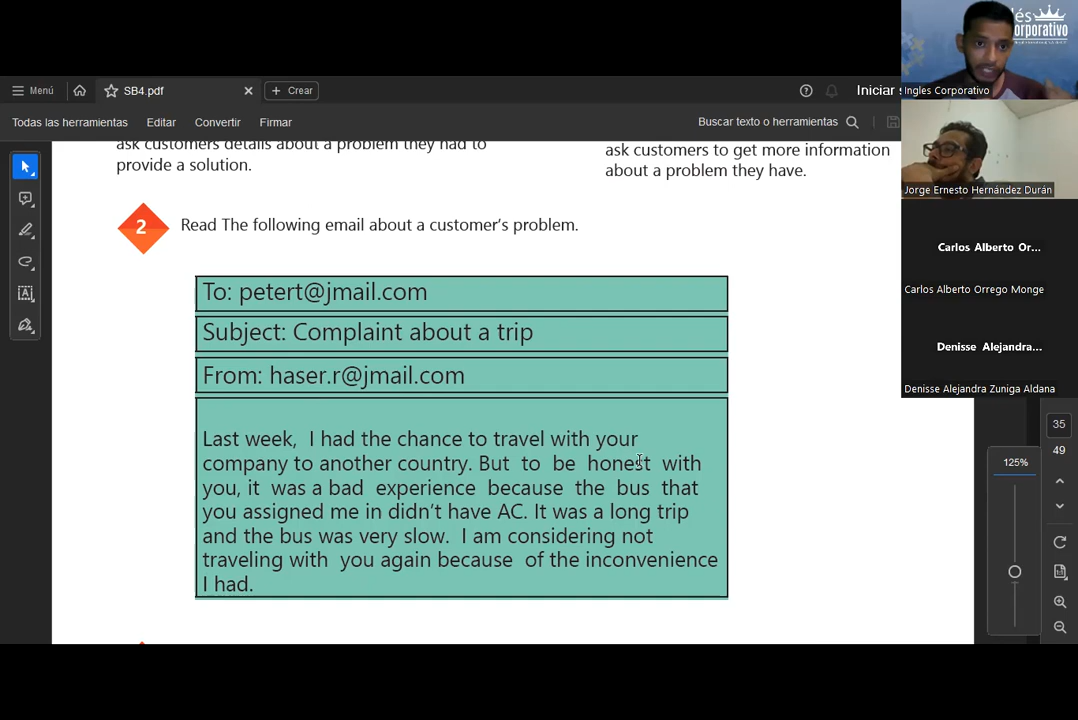 Menú
SB4.pdf
Crear
Iniciar s
Todas las herramientas
Editar
Convertir
Firmar
Buscar texto o herramientas
ask customers details about a problem they had to
provide a solution.
ask customers to get more information
about a problem they have.
2
Read The following email about a customer's problem.
To: petert@jmail.com
Subject: Complaint about a trip
From: haser.r@jmail.com
Last week, I had the chance to travel with your
company to another country. But to be honest with
you, it was a bad experience because the bus that
you assigned me in didn't have AC. It was a long trip
and the bus was very slow. I am considering not
traveling with you again because of the inconvenience
I had.
és
orporativo
Ingles Corporativo
Jorge Ernesto Hernández Durán
Carlos Alberto Or...
Carlos Alberto Orrego Monge
Denisse Alejandra...
Denisse Alejandra Zuniga Aldana
35
49
125%